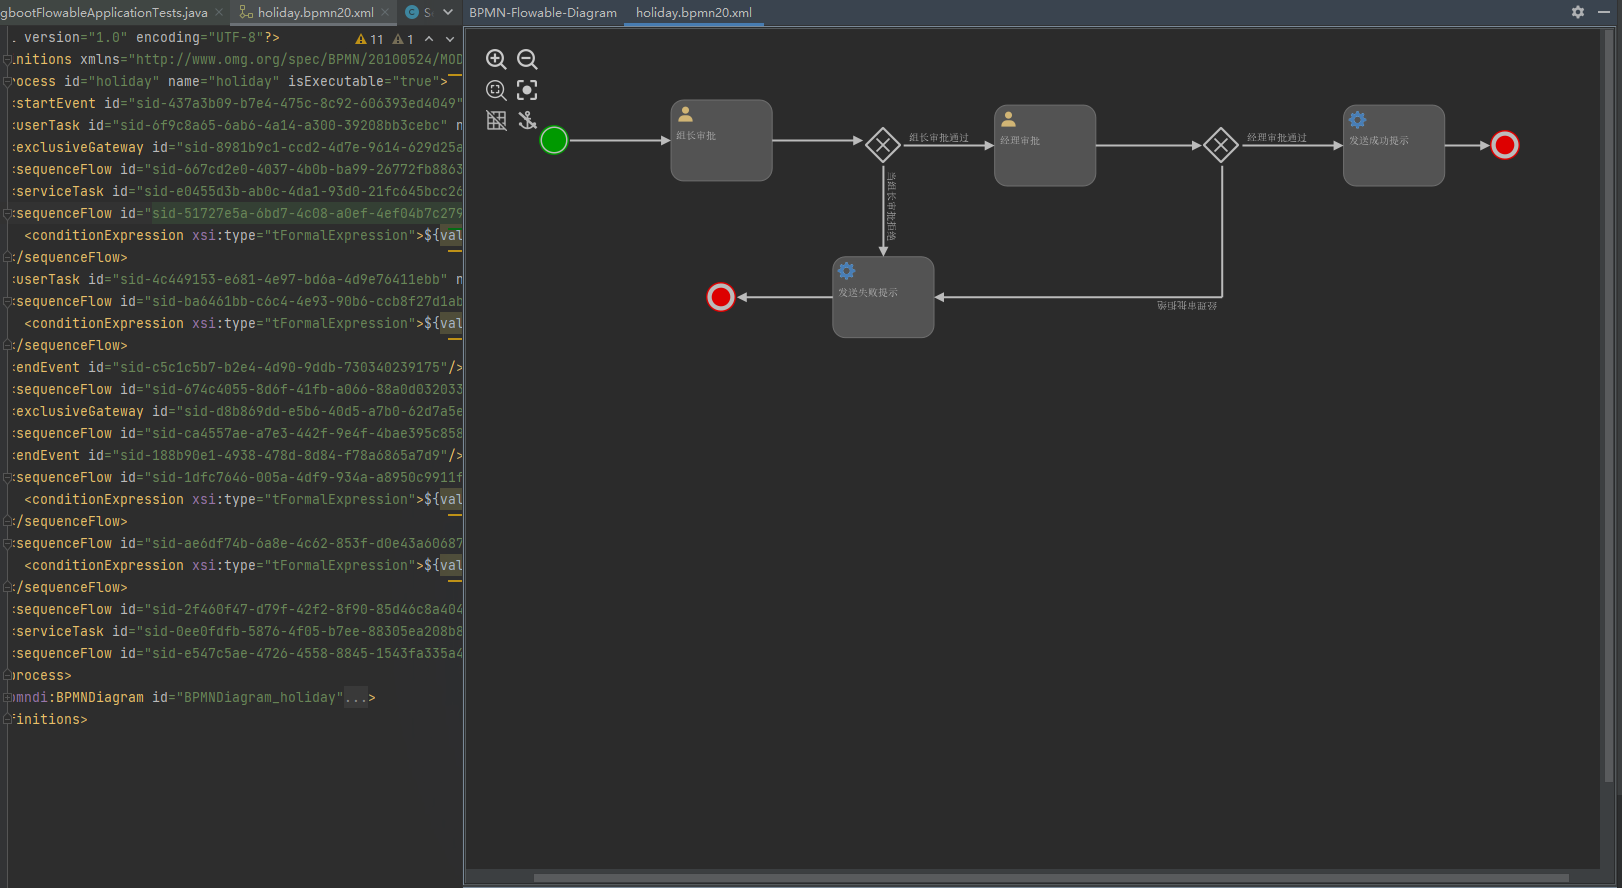 gbootFlowableApplicationTests.java
holiday.bpmn20.xml
BPMN-Flowable-Diagram
holiday.bpmn20.xml
version="1.0" encoding="UTF-8"?>
11
1
initions xmlns="http://www.omg.org/spec/BPMN/20100524/MOD
ocess id="holiday" name="holiday" isExecutable="true">
<startEvent id="sid-437a3b09-b7e4-475c-8c92-606393ed4049"
<userTask id="sid-6f9c8a65-6ab6-4a14-a300-39208bb3cebc" n
<exclusiveGateway id="sid-8981b9c1-ccd2-4d7e-9614-629d25a
<sequenceFlow id="sid-667cd2e0-4037-4b0b-ba99-26772fb8863
<serviceTask id="sid-e0455d3b-ab0c-4da1-93d0-21fc645bcc26
<sequenceFlow id="sid-51727e5a-6bd7-4c08-a0ef-4ef04b7c279
<conditionExpression xsi:type="tFormalExpression">${val
</sequenceFlow>
<userTask id="sid-4c449153-e681-4e97-bd6a-4d9e76411ebb" n
<sequenceFlow id="sid-ba6461bb-c6c4-4e93-90b6-ccb8f27d1ab
<conditionExpression xsi:type="tFormalExpression">${val
</sequenceFlow>
<endEvent id="sid-c5c1c5b7-b2e4-4d90-9ddb-730340239175"/>
<sequenceFlow id="sid-674c4055-8d6f-41fb-a066-88a0d032033
<exclusiveGateway id="sid-d8b869dd-e5b6-40d5-a7b0-62d7a5e
<sequenceFlow id="sid-ca4557ae-a7e3-442f-9e4f-4bae395c858
<endEvent id="sid-188b90e1-4938-478d-8d84-f78a6865a7d9"/>
<sequenceFlow id="sid-1dfc7646-005a-4df9-934a-a8950c9911f
<conditionExpression xsi:type="tFormalExpression">${val
</sequenceFlow>
<sequenceFlow id="sid-ae6df74b-6a8e-4c62-853f-d0e43a60687
<conditionExpression xsi:type="tFormalExpression">${val
</sequenceFlow>
<sequenceFlow id="sid-2f460f47-d79f-42f2-8f90-85d46c8a404
<serviceTask id="sid-0ee0fdfb-5876-4f05-b7ee-88305ea208b8
<sequenceFlow id="sid-e547c5ae-4726-4558-8845-1543fa335a4
process>
mndi:BPMNDiagram id="BPMNDiagram_holiday"...>
finitions>
组长审批
组长审批通过
经理审批
经理审批通过
发送成功提示
当组长审批拒绝
发送失败提示
经理审批拒绝